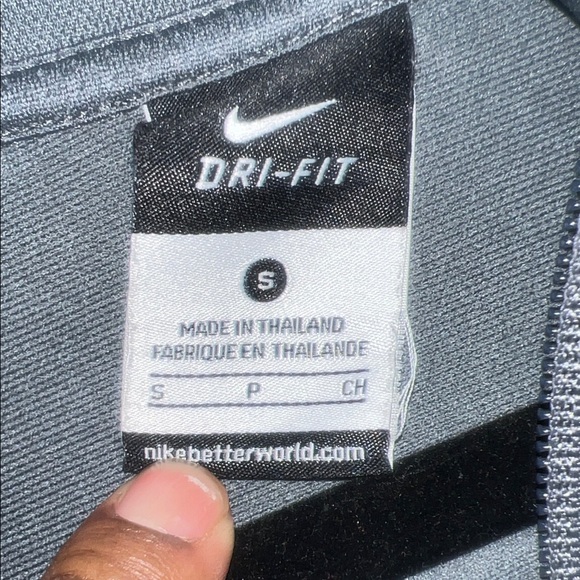 DRI-FIT
S
MADE IN THAILAND
FABRIQUE EN THAILANDE
S P CH
nikebetterworld.com